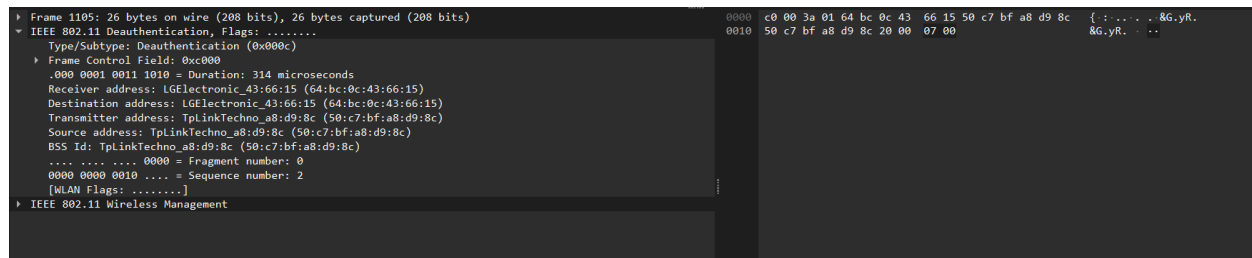 Frame 1105: 26 bytes on wire (208 bits), 26 bytes captured (208 bits)
IEEE 802.11 Deauthentication, Flags: ........
Type/Subtype: Deauthentication (0x000c)
Frame Control Field: 0xc000
.000 0001 0011 1010 = Duration: 314 microseconds
Receiver address: LGElectronic_43:66:15 (64:bc:0c:43:66:15)
Destination address: LGElectronic_43:66:15 (64:bc:0c:43:66:15)
Transmitter address: TpLinkTechno_a8:d9:8c (50:c7:bf:a8:d9:8c)
Source address: TpLinkTechno_a8:d9:8c (50:c7:bf:a8:d9:8c)
BSS Id: TpLinkTechno_a8:d9:8c (50:c7:bf:a8:d9:8c)
.... .... .... 0000 = Fragment number: 0
0000 0000 0010 .... = Sequence number: 2
[WLAN Flags: ........]
IEEE 802.11 Wireless Management
0000 c0 00 3a 01 64 bc 0c 43 66 15 50 c7 bf a8 d9 8c {·:·..·. .·&G.yR.
0010 50 c7 bf a8 d9 8c 20 00 07 00 &G.yR. · ··